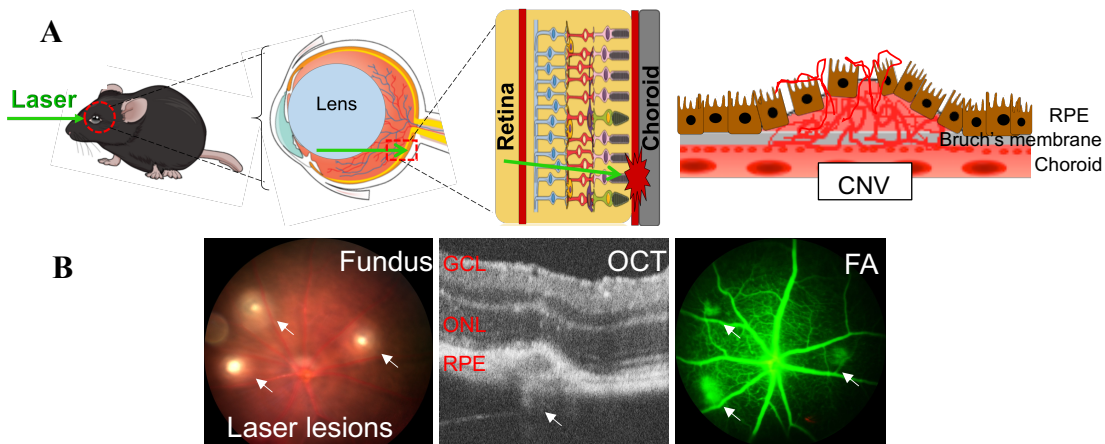 A
Laser
Lens
Retina
Choroid
RPE
Bruch's membrane
Choroid
CNV
B
Fundus
Laser lesions
GCL
OCT
ONL
RPE
FA